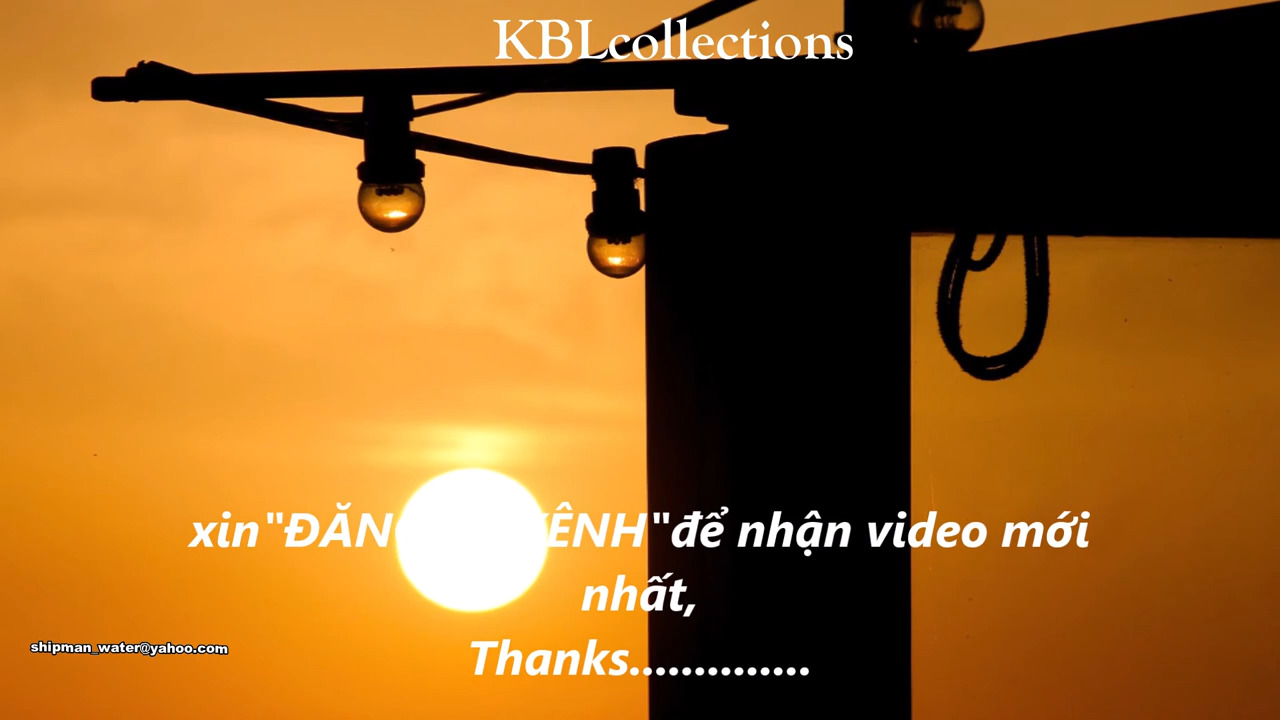 KBLcollections
xin"ĐĂN ÊNH"để nhận video mới
nhất,
Thanks..............
shipman_water@yahoo.com